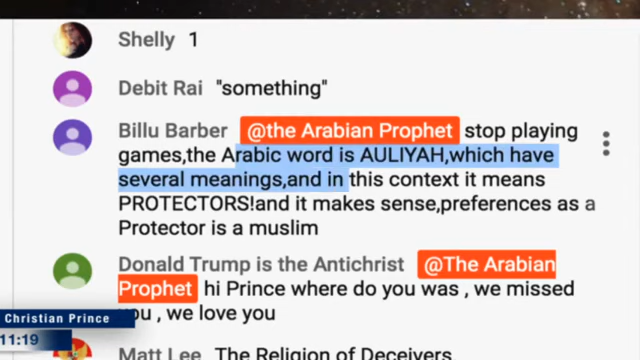 Shelly 1
Debit Rai "something"
Billu Barber @the Arabian Prophet stop playing
games,the Arabic word is AULIYAH,which have
several meanings,and in this context it means
PROTECTORS!and it makes sense,preferences as a
Protector is a muslim
Donald Trump is the Antichrist @The Arabian
Prophet hi Prince where do you was , we missed
you , we love you
Christian Prince
11:19
Matt Lee The Religion of Deceivers